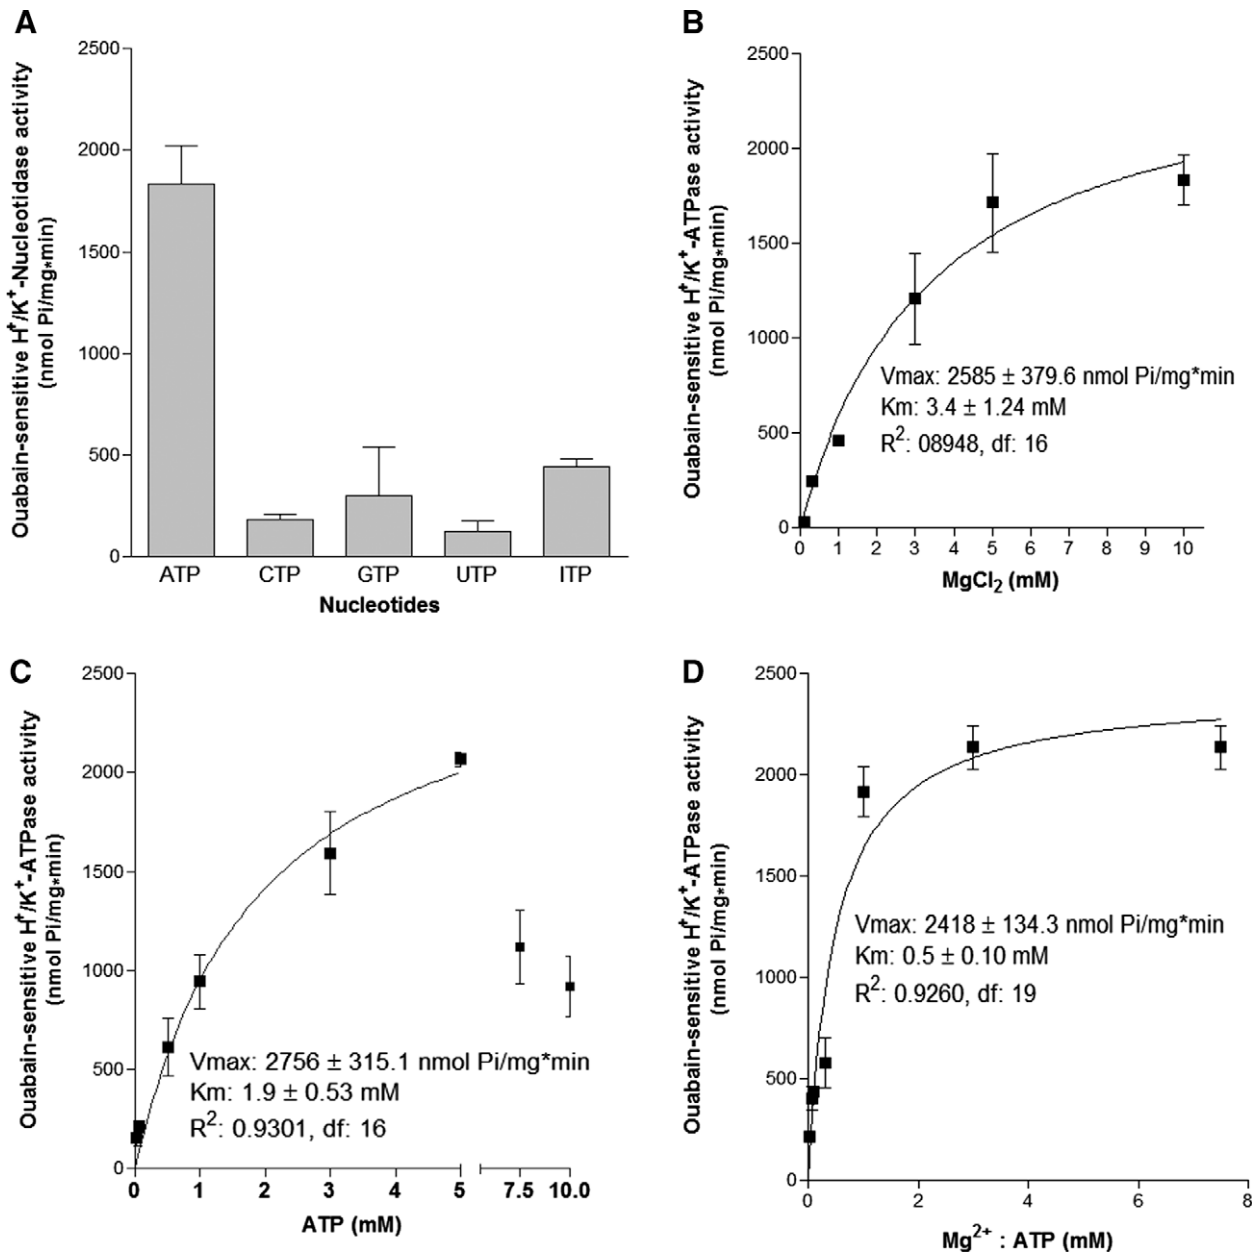 A
Ouabain-sensitive H⁺/K⁺-Nucleotidase activity
(nmol Pi/mg*min)
2500
2000
1500
1000
500
0
ATP CTP GTP UTP ITP
Nucleotides
B
Ouabain-sensitive H⁺/K⁺-ATPase activity
(nmol Pi/mg*min)
2500
2000
1500
1000
500
0
Vmax: 2585 ± 379.6 nmol Pi/mg*min
Km: 3.4 ± 1.24 mM
R²: 08948, df: 16
0 1 2 3 4 5 6 7 8 9 10
MgCl₂ (mM)
C
Ouabain-sensitive H⁺/K⁺-ATPase activity
(nmol Pi/mg*min)
2500
2000
1500
1000
500
0
Vmax: 2756 ± 315.1 nmol Pi/mg*min
Km: 1.9 ± 0.53 mM
R²: 0.9301, df: 16
0 1 2 3 4 5 7.5 10.0
ATP (mM)
D
Ouabain-sensitive H⁺/K⁺-ATPase activity
(nmol Pi/mg*min)
2500
2000
1500
1000
500
0
Vmax: 2418 ± 134.3 nmol Pi/mg*min
Km: 0.5 ± 0.10 mM
R²: 0.9260, df: 19
0 2 4 6 8
Mg²⁺ : ATP (mM)